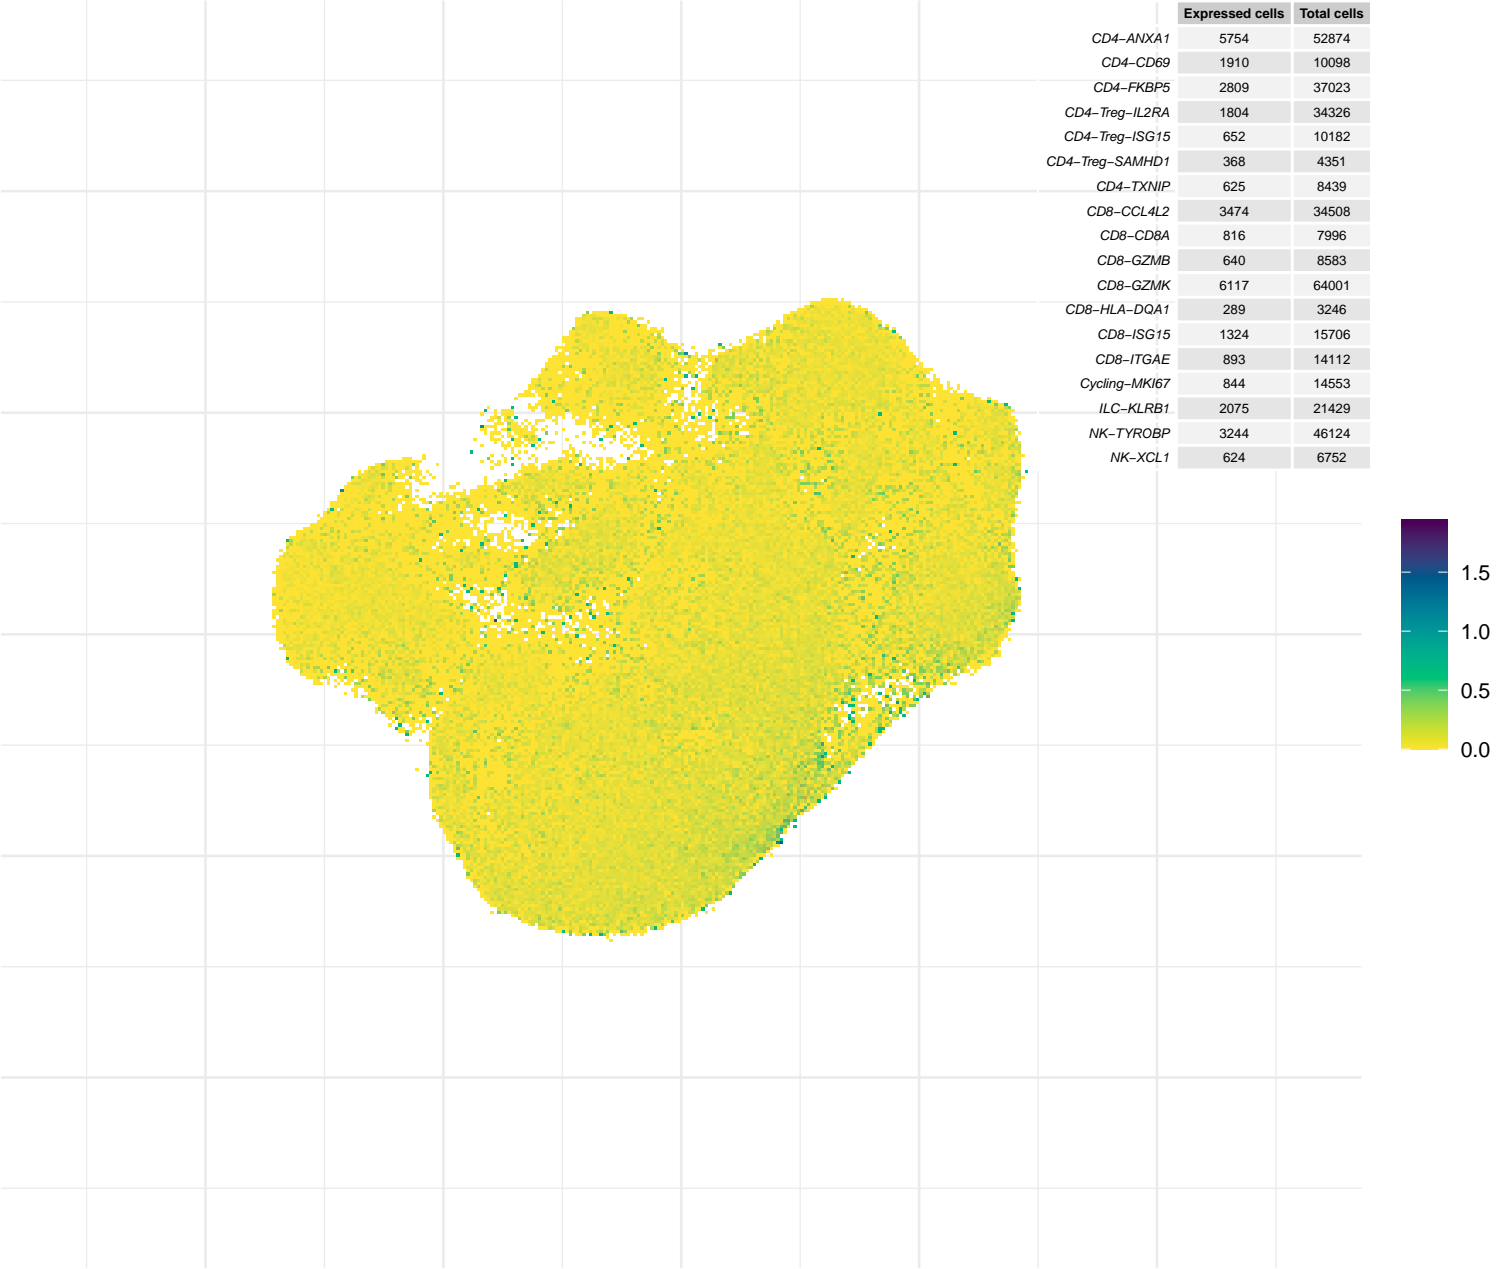 Expressed cells Total cells
CD4−ANXA1 5754 52874
CD4−CD69 1910 10098
CD4−FKBP5 2809 37023
CD4−Treg−IL2RA 1804 34326
CD4−Treg−ISG15 652 10182
CD4−Treg−SAMHD1 368 4351
CD4−TXNIP 625 8439
CD8−CCL4L2 3474 34508
CD8−CD8A 816 7996
CD8−GZMB 640 8583
CD8−GZMK 6117 64001
CD8−HLA−DQA1 289 3246
CD8−ISG15 1324 15706
CD8−ITGAE 893 14112
Cycling−MKI67 844 14553
ILC−KLRB1 2075 21429
NK−TYROBP 3244 46124
NK−XCL1 624 6752
1.5
1.0
0.5
0.0